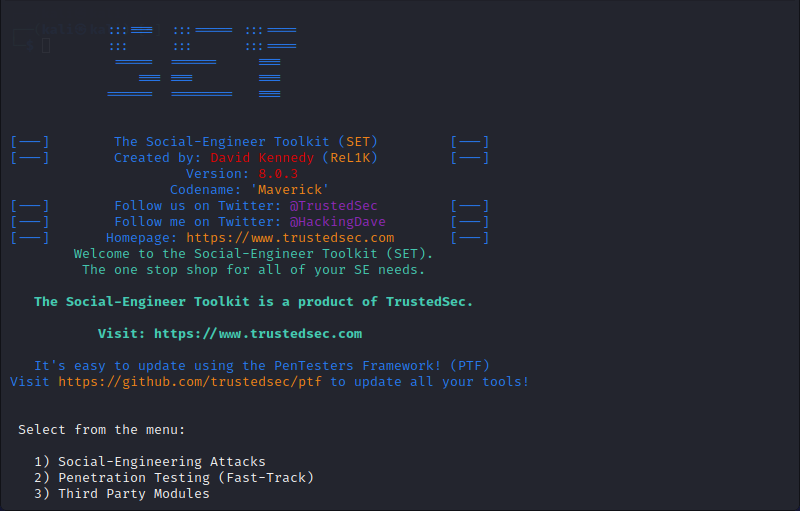 [---] The Social-Engineer Toolkit (SET) [---]
[---] Created by: David Kennedy (ReL1K) [---]
Version: 8.0.3
Codename: 'Maverick'
[---] Follow us on Twitter: @TrustedSec [---]
[---] Follow me on Twitter: @HackingDave [---]
[---] Homepage: https://www.trustedsec.com [---]
Welcome to the Social-Engineer Toolkit (SET).
The one stop shop for all of your SE needs.
The Social-Engineer Toolkit is a product of TrustedSec.
Visit: https://www.trustedsec.com
It's easy to update using the PenTesters Framework! (PTF)
Visit https://github.com/trustedsec/ptf to update all your tools!
Select from the menu:
1) Social-Engineering Attacks
2) Penetration Testing (Fast-Track)
3) Third Party Modules